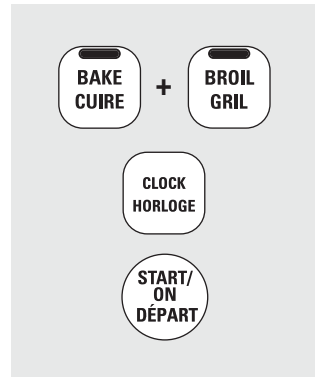 BAKE
CUIRE
+
BROIL
GRIL
CLOCK
HORLOGE
START/
ON
DÉPART